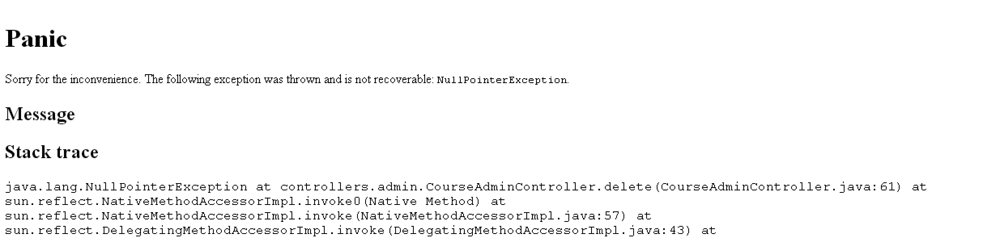 Panic
Sorry for the inconvenience. The following exception was thrown and is not recoverable: NullPointerException.
Message
Stack trace
java.lang.NullPointerException at controllers.admin.CourseAdminController.delete(CourseAdminController.java:61) at
sun.reflect.NativeMethodAccessorImpl.invoke0(Native Method) at
sun.reflect.NativeMethodAccessorImpl.invoke(NativeMethodAccessorImpl.java:57) at
sun.reflect.DelegatingMethodAccessorImpl.invoke(DelegatingMethodAccessorImpl.java:43) at